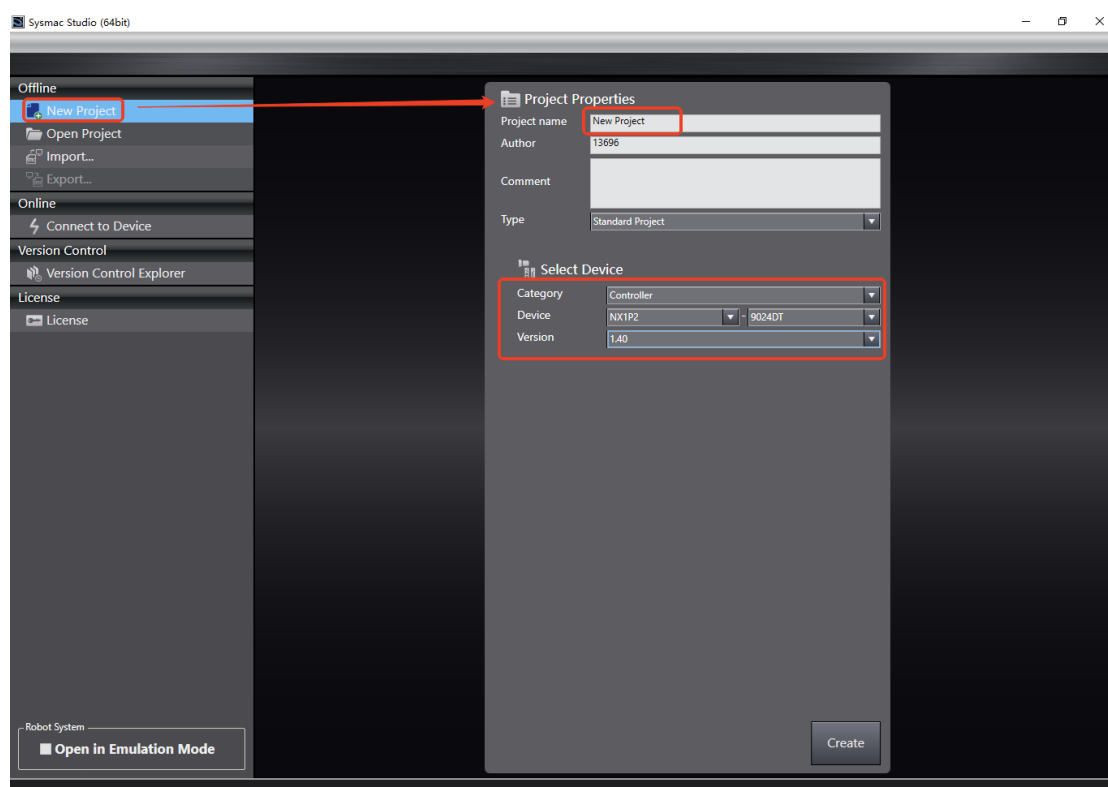 Sysmac Studio (64bit)
Offline
New Project
Open Project
Import...
Export...
Online
Connect to Device
Version Control
Version Control Explorer
License
License
Robot System
Open in Emulation Mode
Project Properties
Project name New Project
Author 13696
Comment
Type Standard Project
Select Device
Category Controller
Device NX1P2 - 9024DT
Version 1.40
Create